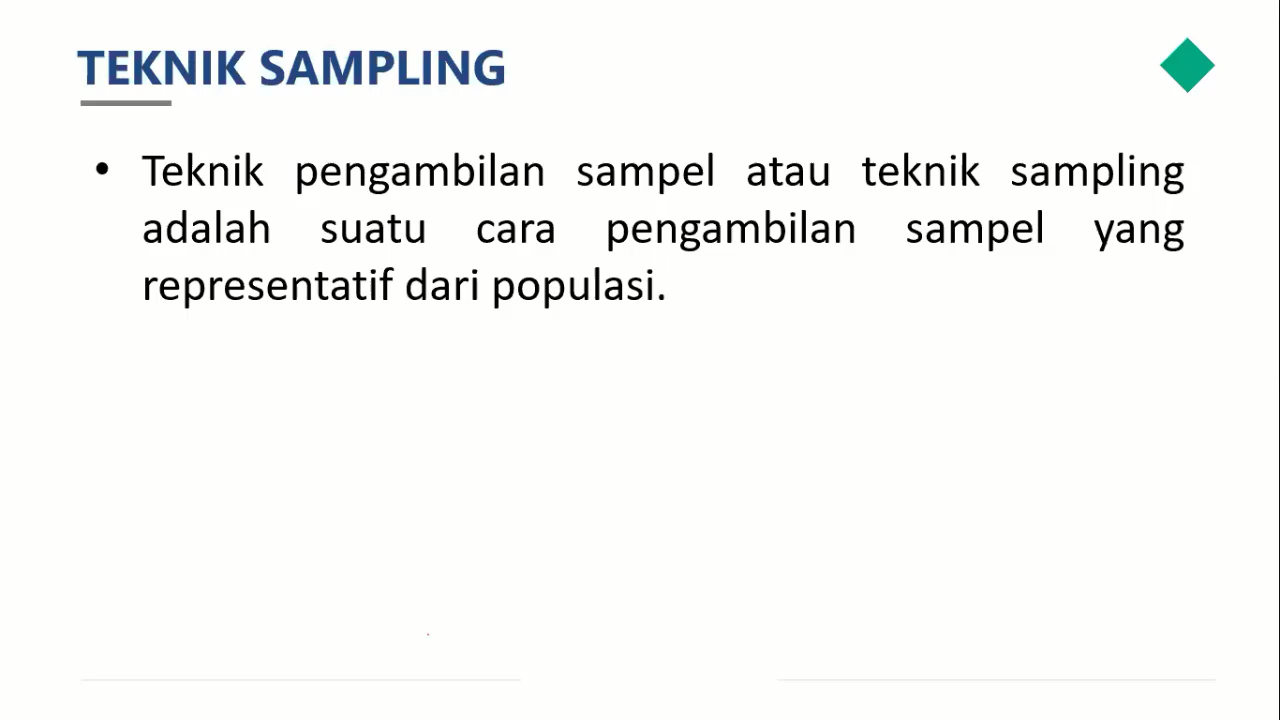 TEKNIK SAMPLING
• Teknik pengambilan sampel atau teknik sampling
adalah suatu cara pengambilan sampel yang
representatif dari populasi.